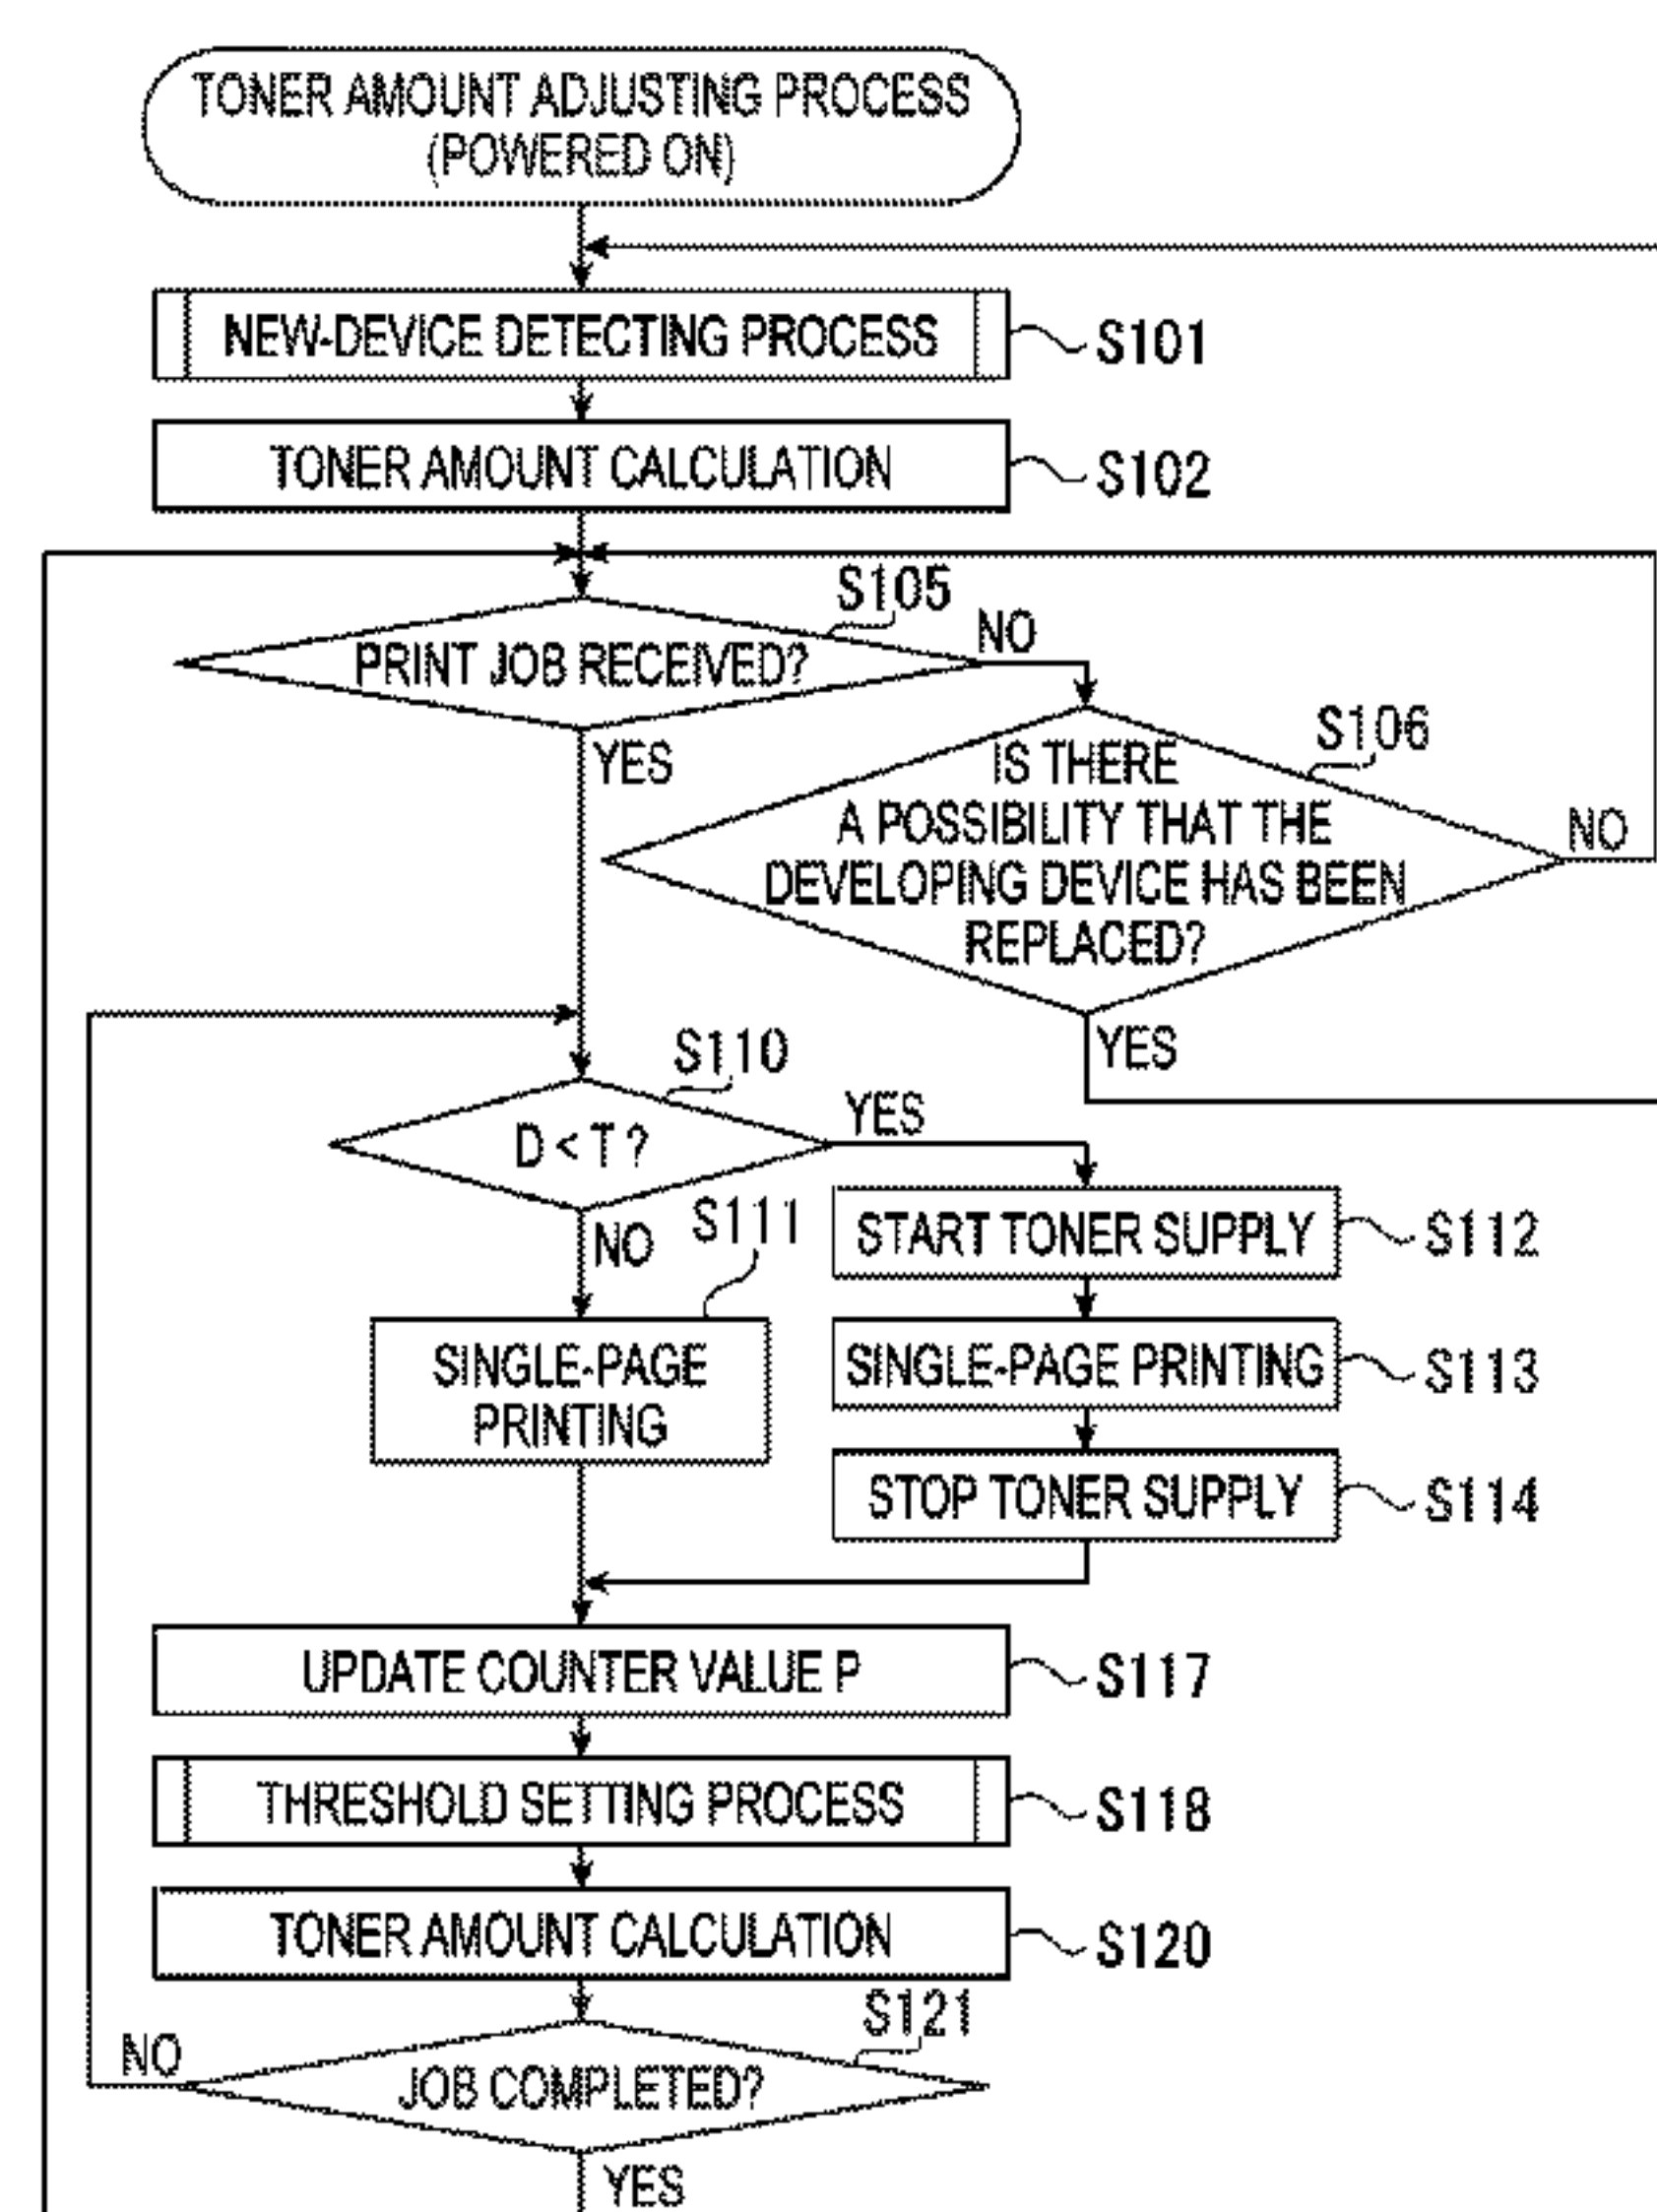 TONER AMOUNT ADJUSTING PROCESS
(POWERED ON)
NEW-DEVICE DETECTING PROCESS
S101
TONER AMOUNT CALCULATION
S102
S105
PRINT JOB RECEIVED?
NO
YES
S106
IS THERE
A POSSIBILITY THAT THE
DEVELOPING DEVICE HAS BEEN
REPLACED?
NO
YES
S110
D < T ?
YES
NO
S111
SINGLE-PAGE
PRINTING
START TONER SUPPLY
S112
SINGLE-PAGE PRINTING
S113
STOP TONER SUPPLY
S114
UPDATE COUNTER VALUE P
S117
THRESHOLD SETTING PROCESS
S118
TONER AMOUNT CALCULATION
S120
S121
JOB COMPLETED?
NO
YES